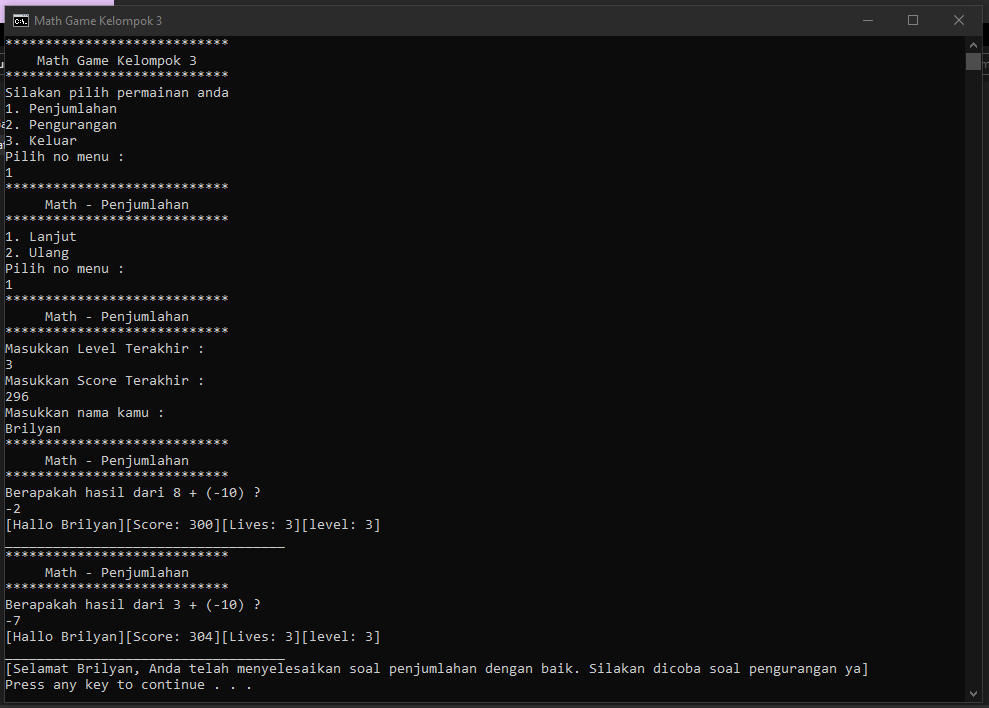 Math Game Kelompok 3
****************************
Math Game Kelompok 3
****************************
Silakan pilih permainan anda
1. Penjumlahan
2. Pengurangan
3. Keluar
Pilih no menu :
1
****************************
Math - Penjumlahan
****************************
1. Lanjut
2. Ulang
Pilih no menu :
1
****************************
Math - Penjumlahan
****************************
Masukkan Level Terakhir :
3
Masukkan Score Terakhir :
296
Masukkan nama kamu :
Brilyan
****************************
Math - Penjumlahan
****************************
Berapakah hasil dari 8 + (-10) ?
-2
[Hallo Brilyan][Score: 300][Lives: 3][level: 3]
___________________________________
****************************
Math - Penjumlahan
****************************
Berapakah hasil dari 3 + (-10) ?
-7
[Hallo Brilyan][Score: 304][Lives: 3][level: 3]
___________________________________
[Selamat Brilyan, Anda telah menyelesaikan soal penjumlahan dengan baik. Silakan dicoba soal pengurangan ya]
Press any key to continue . . .